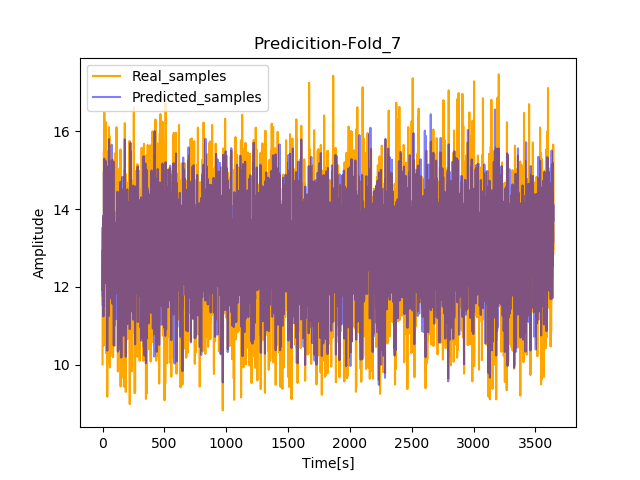 Predicition-Fold_7
Real_samples
Predicted_samples
16
14
12
10
Amplitude
0 500 1000 1500 2000 2500 3000 3500
Time[s]